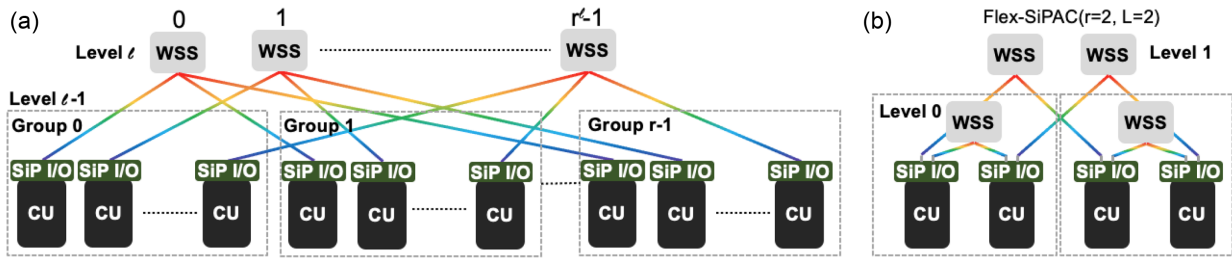 (a)
0
1
rℓ-1
Level ℓ
WSS
WSS
WSS
Level ℓ-1
Group 0
Group 1
Group r-1
SiP I/O
SiP I/O
SiP I/O
SiP I/O
SiP I/O
SiP I/O
SiP I/O
SiP I/O
SiP I/O
CU
CU
CU
CU
CU
CU
CU
CU
CU
(b)
Flex-SiPAC(r=2, L=2)
WSS
WSS
Level 1
Level 0
WSS
WSS
SiP I/O
SiP I/O
SiP I/O
SiP I/O
CU
CU
CU
CU